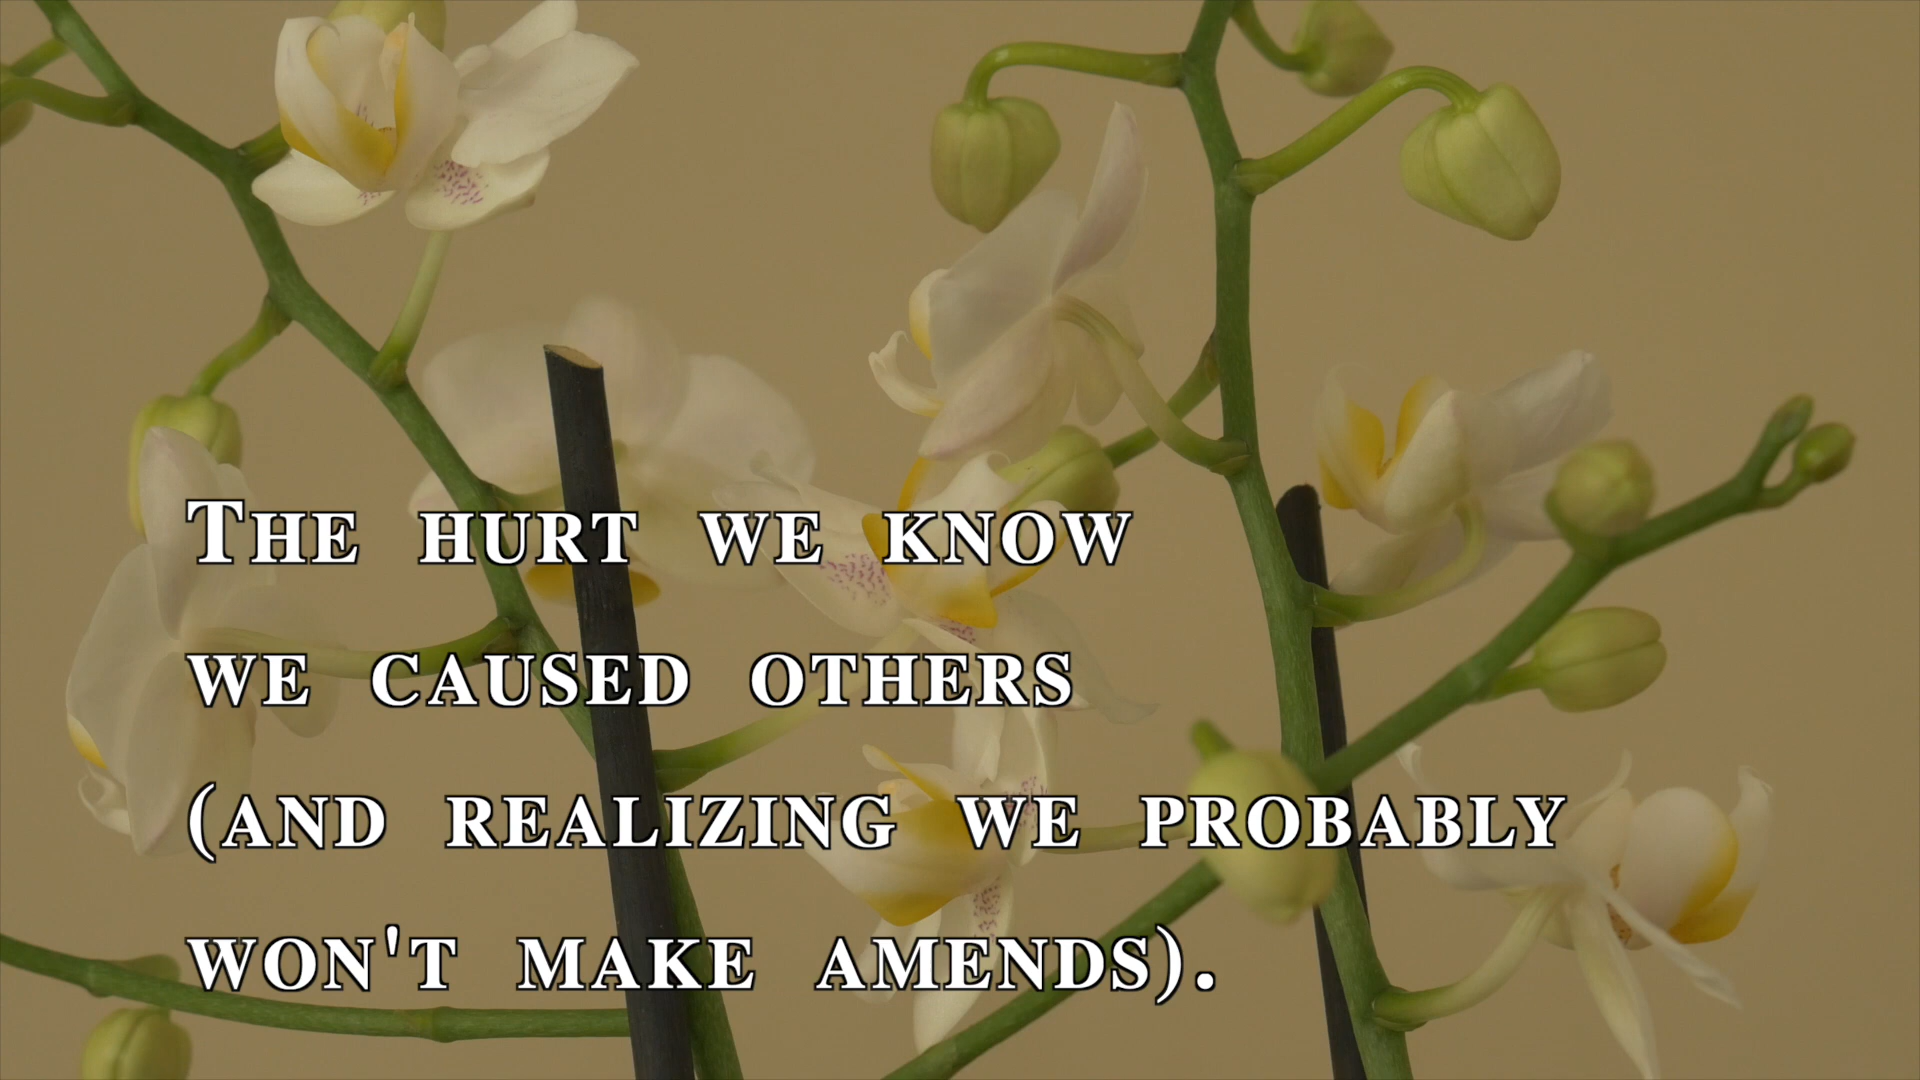 The hurt we know
we caused others
(and realizing we probably
won't make amends).